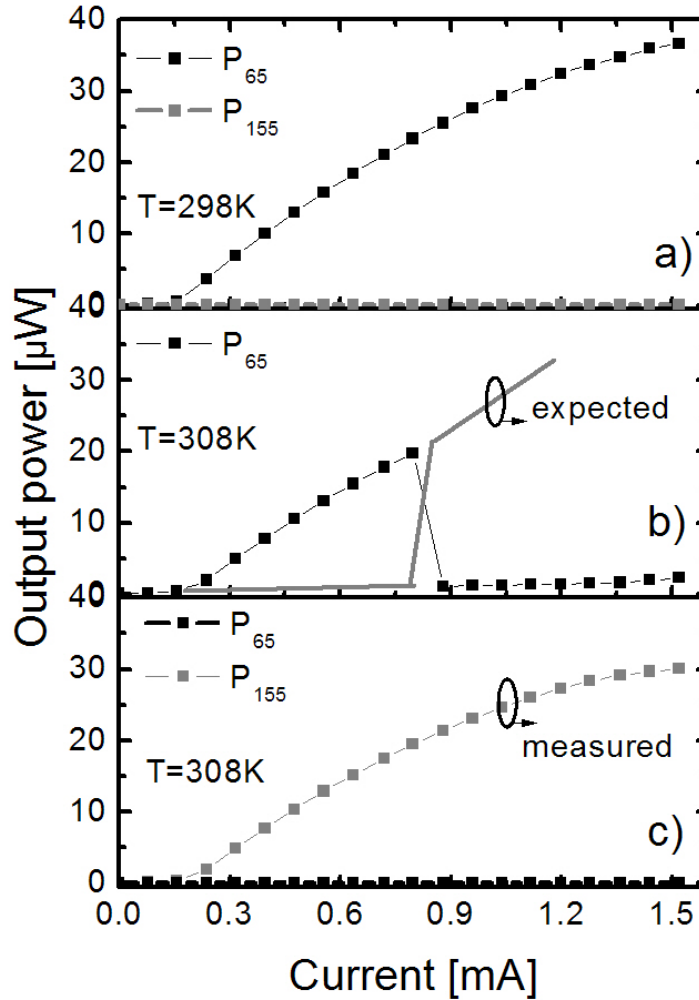 40
P65
P155
30
20
T=298K
10
a)
0
40
P65
30
expected
T=308K
20
10
b)
0
40
P65
P155
30
measured
T=308K
20
10
c)
0
0.0 0.3 0.6 0.9 1.2 1.5
Current [mA]
Output power [µW]